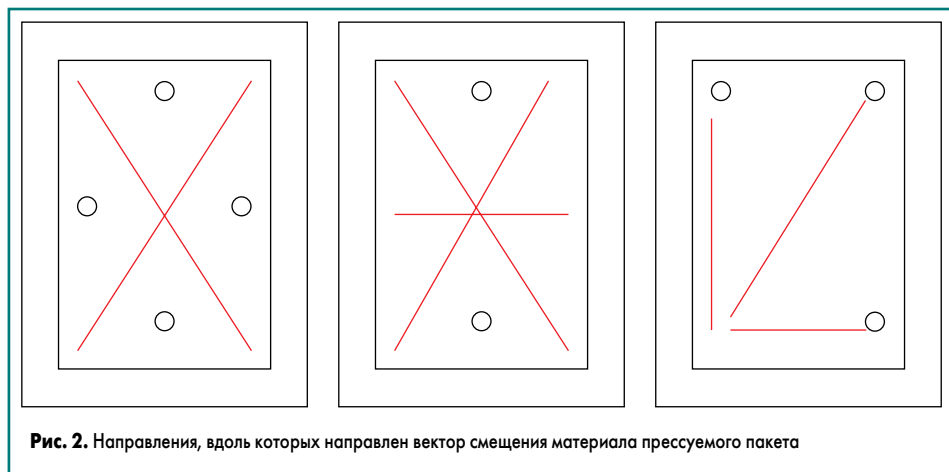 Рис. 2. Направления, вдоль которых направлен вектор смещения материала прессуемого пакета